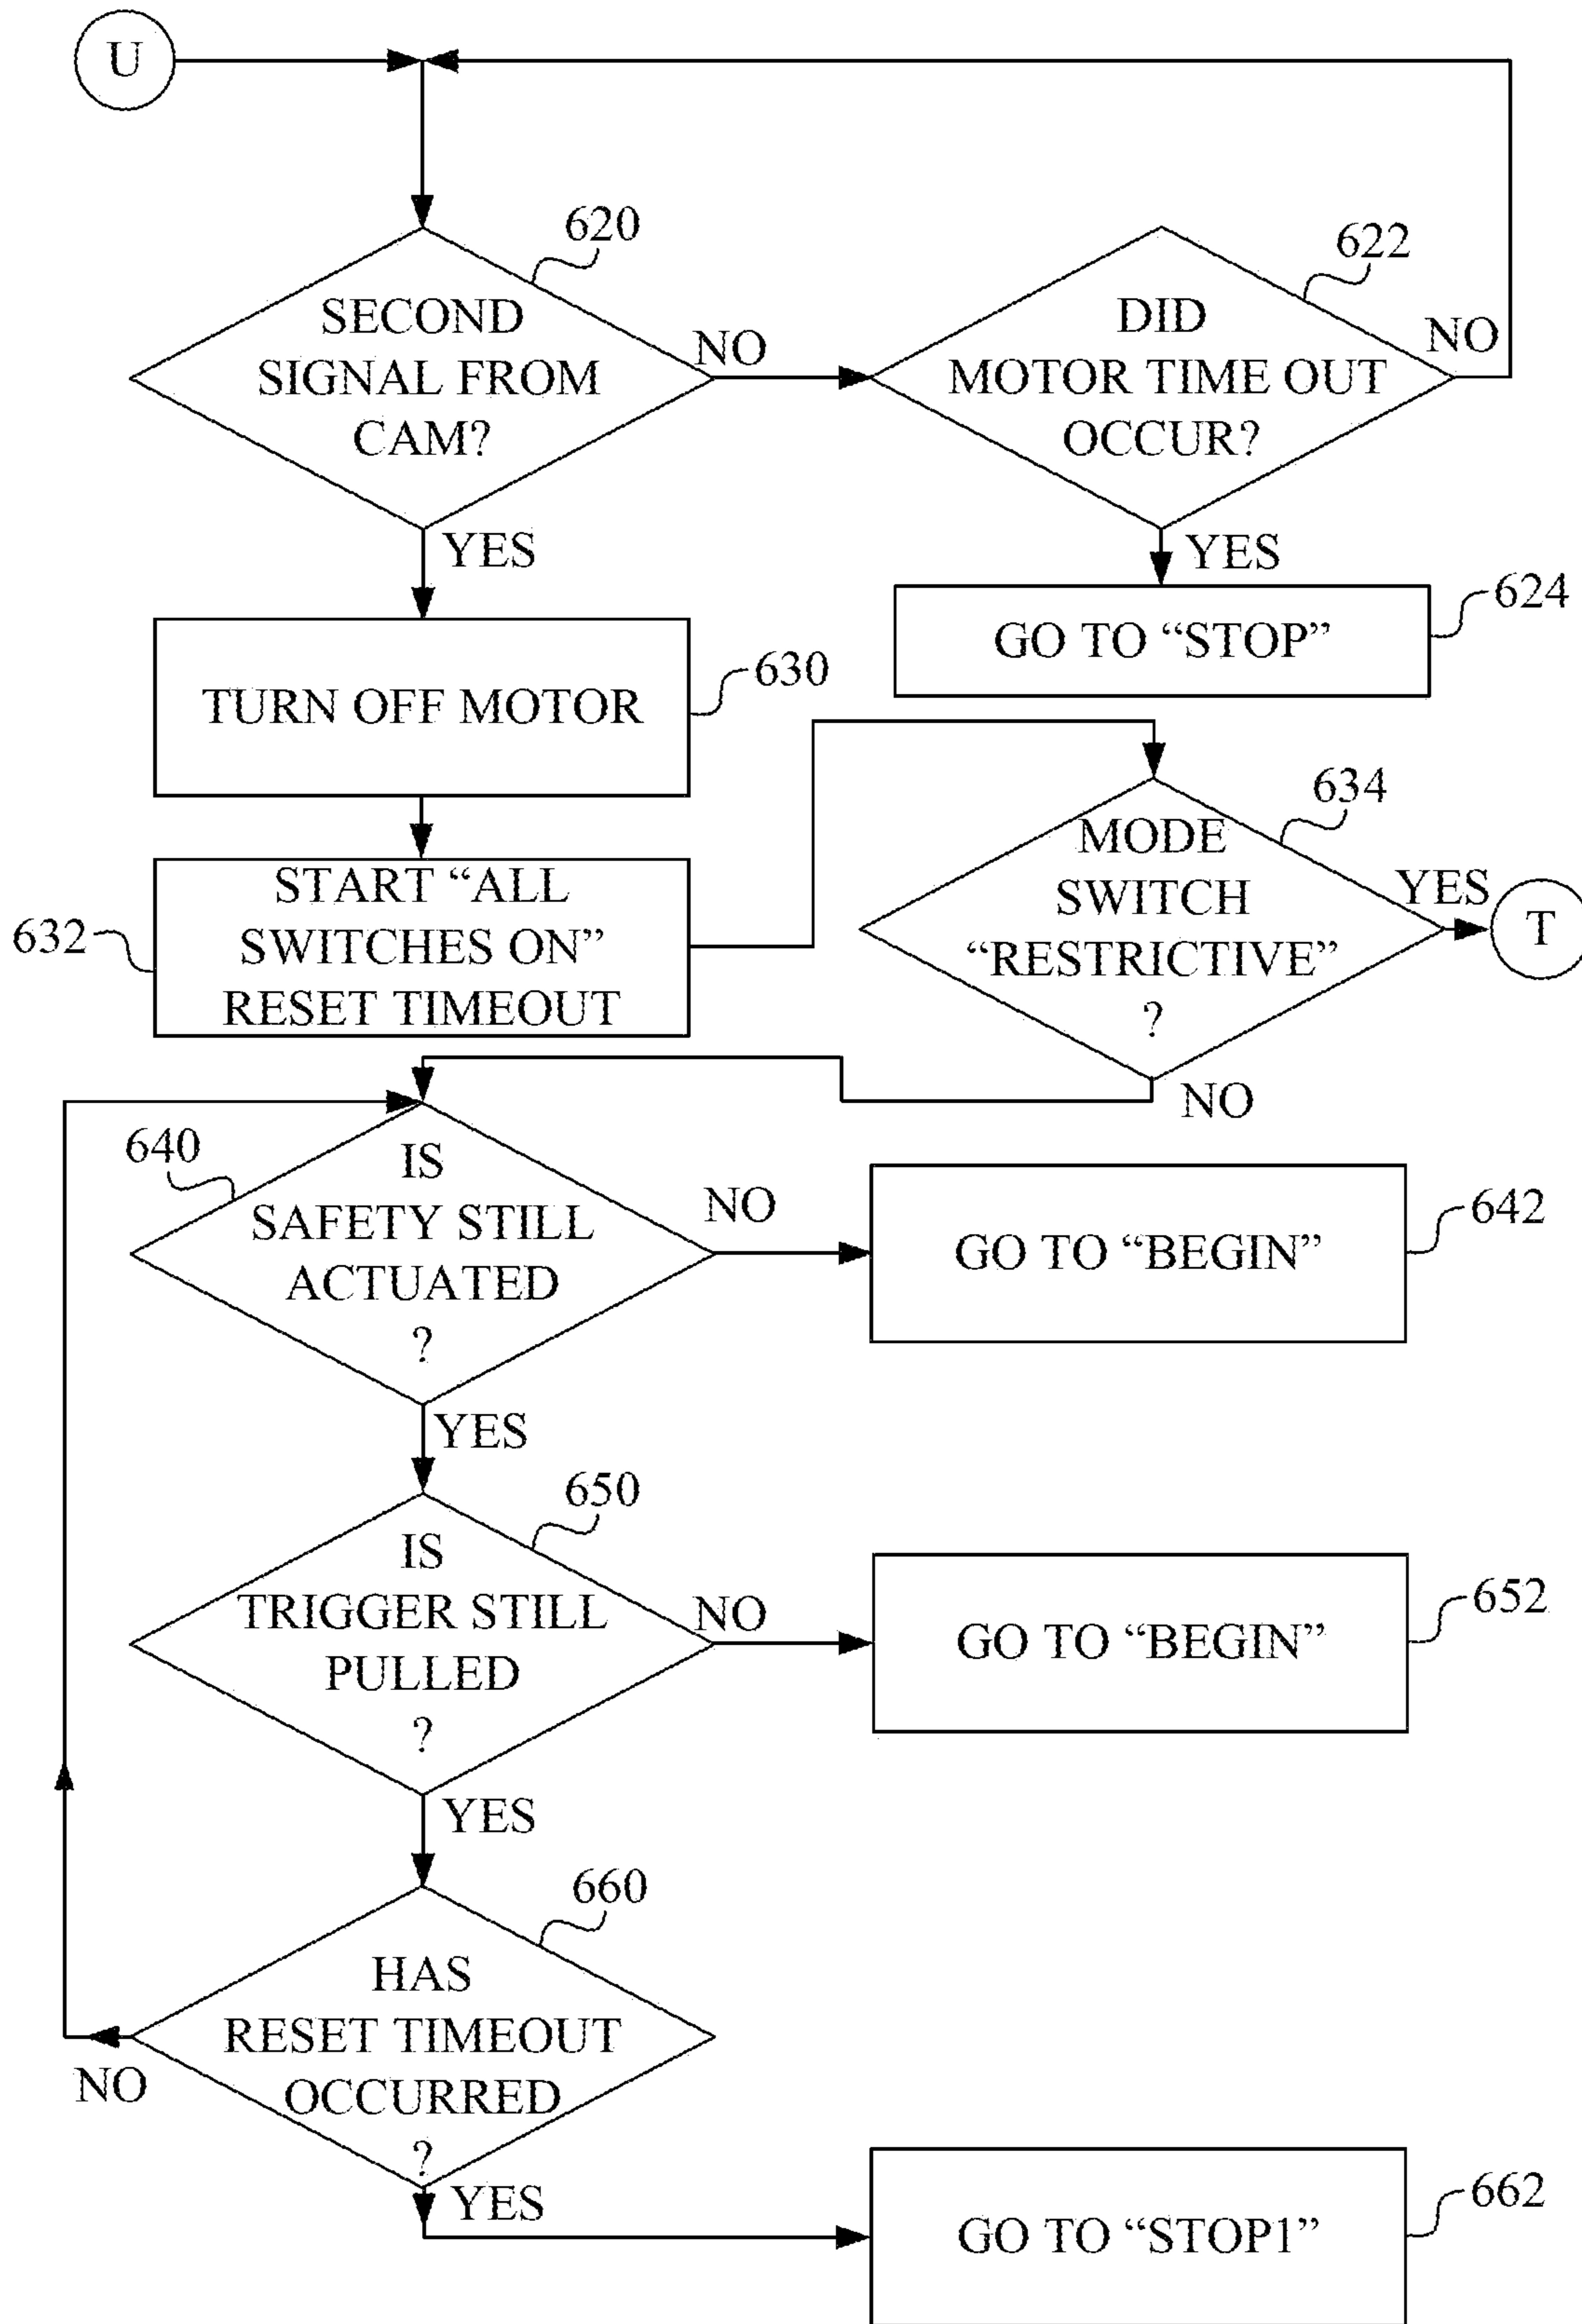 U
620
SECOND
SIGNAL FROM
CAM?
NO
YES
622
DID
MOTOR TIME OUT
OCCUR?
NO
YES
624
GO TO “STOP”
630
TURN OFF MOTOR
632
START “ALL
SWITCHES ON”
RESET TIMEOUT
634
MODE
SWITCH
“RESTRICTIVE”
?
YES
T
NO
640
IS
SAFETY STILL
ACTUATED
?
NO
642
GO TO “BEGIN”
YES
650
IS
TRIGGER STILL
PULLED
?
NO
652
GO TO “BEGIN”
YES
660
HAS
RESET TIMEOUT
OCCURRED
?
NO
YES
662
GO TO “STOP1”